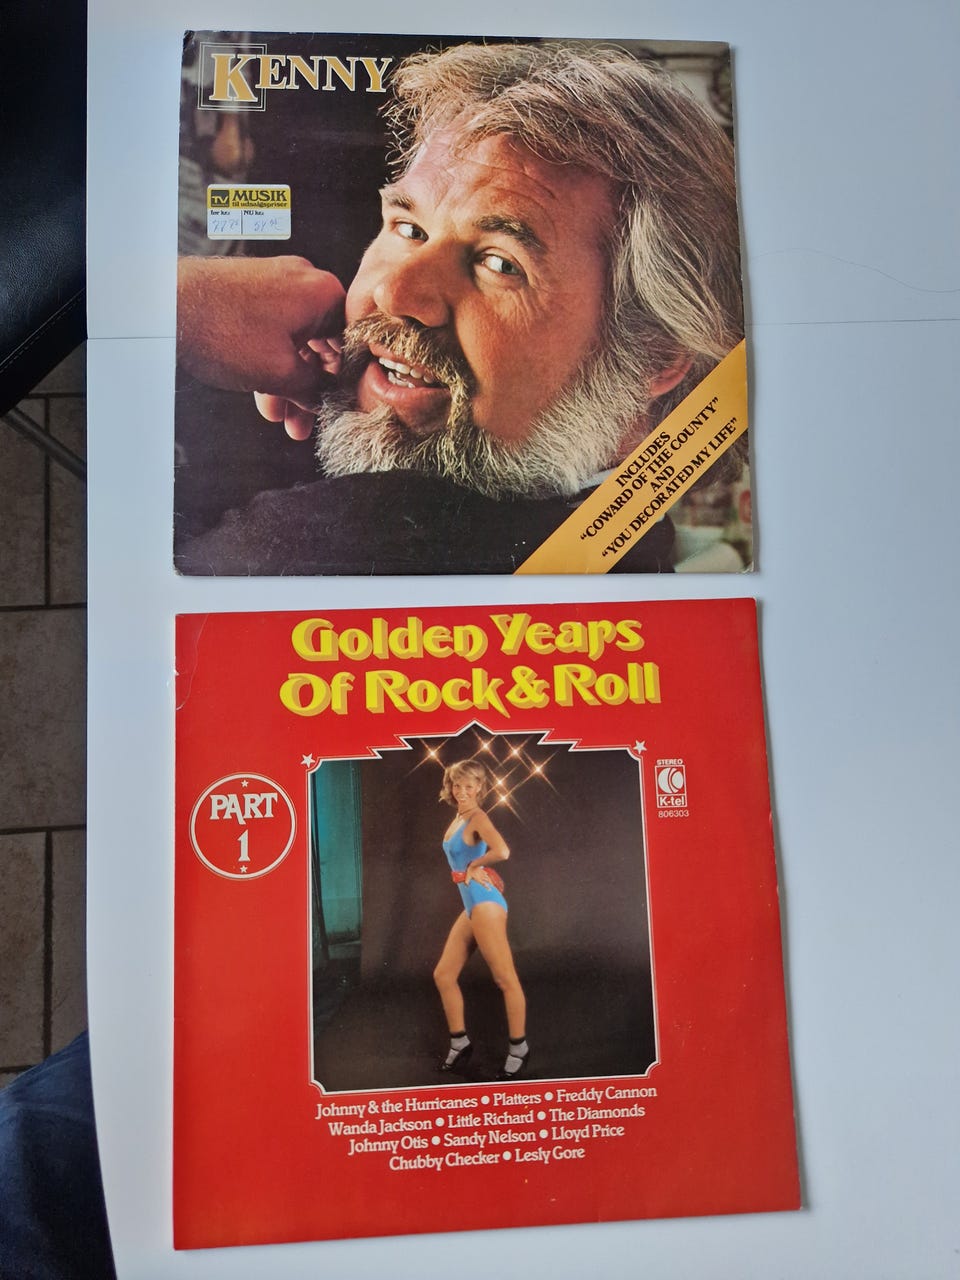 KENNY
TV MUSIK
til udsalgspriser
før kr.: NU kr.:
INCLUDES
"COWARD OF THE COUNTY"
AND
"YOU DECORATED MY LIFE"
Golden Years
Of Rock & Roll
PART
1
STEREO
K-tel
806303
Johnny & the Hurricanes • Platters • Freddy Cannon
Wanda Jackson • Little Richard • The Diamonds
Johnny Otis • Sandy Nelson • Lloyd Price
Chubby Checker • Lesly Gore